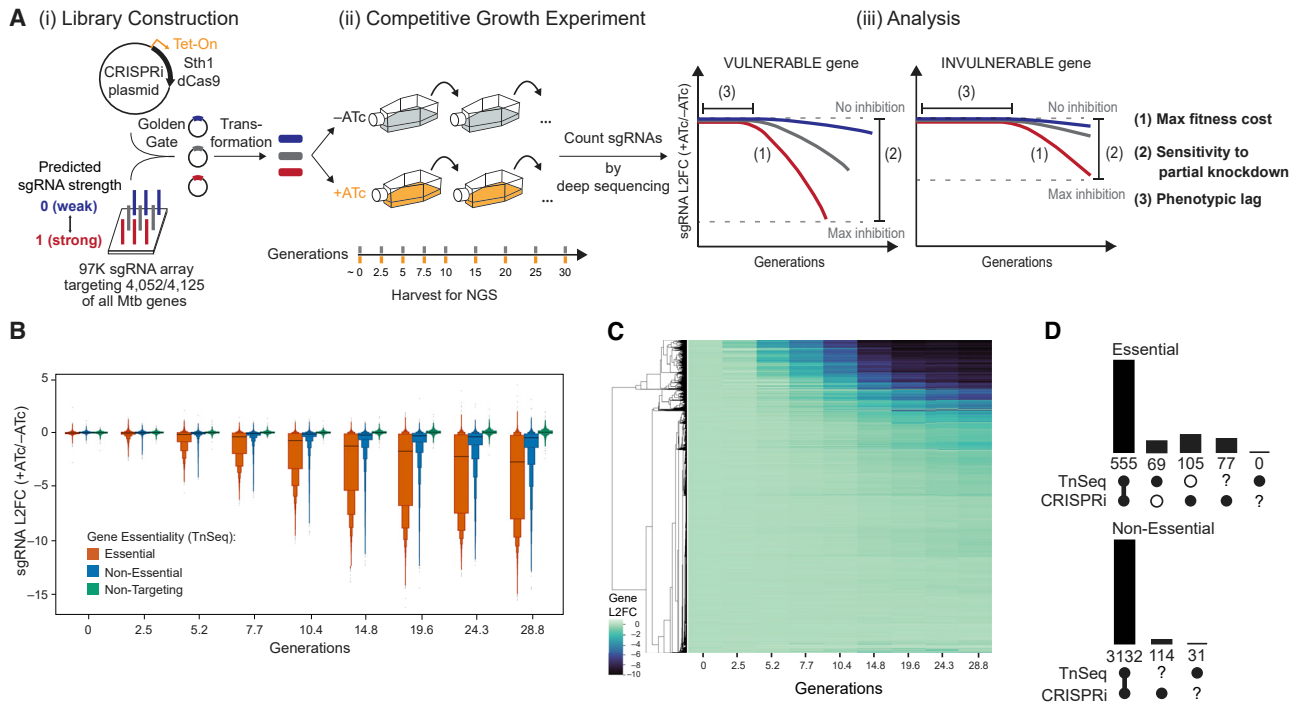 A
(i) Library Construction
Tet-On
Sth1
dCas9
CRISPRi
plasmid
Golden
Gate
Trans-
formation
Predicted
sgRNA strength
0 (weak)
1 (strong)
97K sgRNA array
targeting 4,052/4,125
of all Mtb genes
(ii) Competitive Growth Experiment
–ATc
...
+ATc
...
Count sgRNAs
by
deep sequencing
Generations
~ 0 2.5 5 7.5 10 15 20 25 30
Harvest for NGS
(iii) Analysis
VULNERABLE gene
sgRNA L2FC (+ATc/–ATc)
(3)
No inhibition
(1)
(2)
Max inhibition
Generations
INVULNERABLE gene
(3)
No inhibition
(1)
(2)
Max inhibition
Generations
(1) Max fitness cost
(2) Sensitivity to
partial knockdown
(3) Phenotypic lag
B
sgRNA L2FC (+ATc/–ATc)
5
0
–5
–10
–15
Gene Essentiality (TnSeq):
Essential
Non-Essential
Non-Targeting
0 2.5 5.2 7.7 10.4 14.8 19.6 24.3 28.8
Generations
C
Gene
L2FC
0
–2
–4
–6
–8
–10
0 2.5 5.2 7.7 10.4 14.8 19.6 24.3 28.8
Generations
D
Essential
555 69 105 77 0
TnSeq ?
CRISPRi ?
Non-Essential
3132 114 31
TnSeq ?
CRISPRi ?